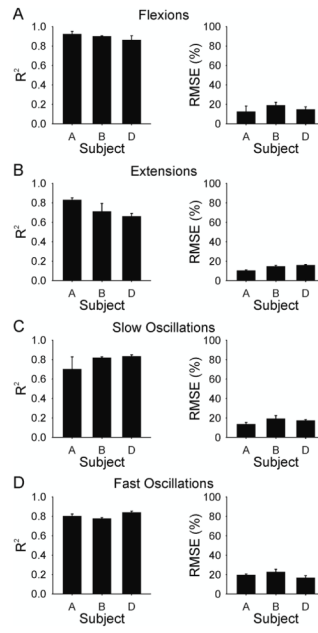 A
Flexions
R²
1.0
0.8
0.6
0.4
0.2
0.0
A B D
Subject
RMSE (%)
100
80
60
40
20
0
A B D
Subject
B
Extensions
R²
1.0
0.8
0.6
0.4
0.2
0.0
A B D
Subject
RMSE (%)
100
80
60
40
20
0
A B D
Subject
C
Slow Oscillations
R²
1.0
0.8
0.6
0.4
0.2
0.0
A B D
Subject
RMSE (%)
100
80
60
40
20
0
A B D
Subject
D
Fast Oscillations
R²
1.0
0.8
0.6
0.4
0.2
0.0
A B D
Subject
RMSE (%)
100
80
60
40
20
0
A B D
Subject